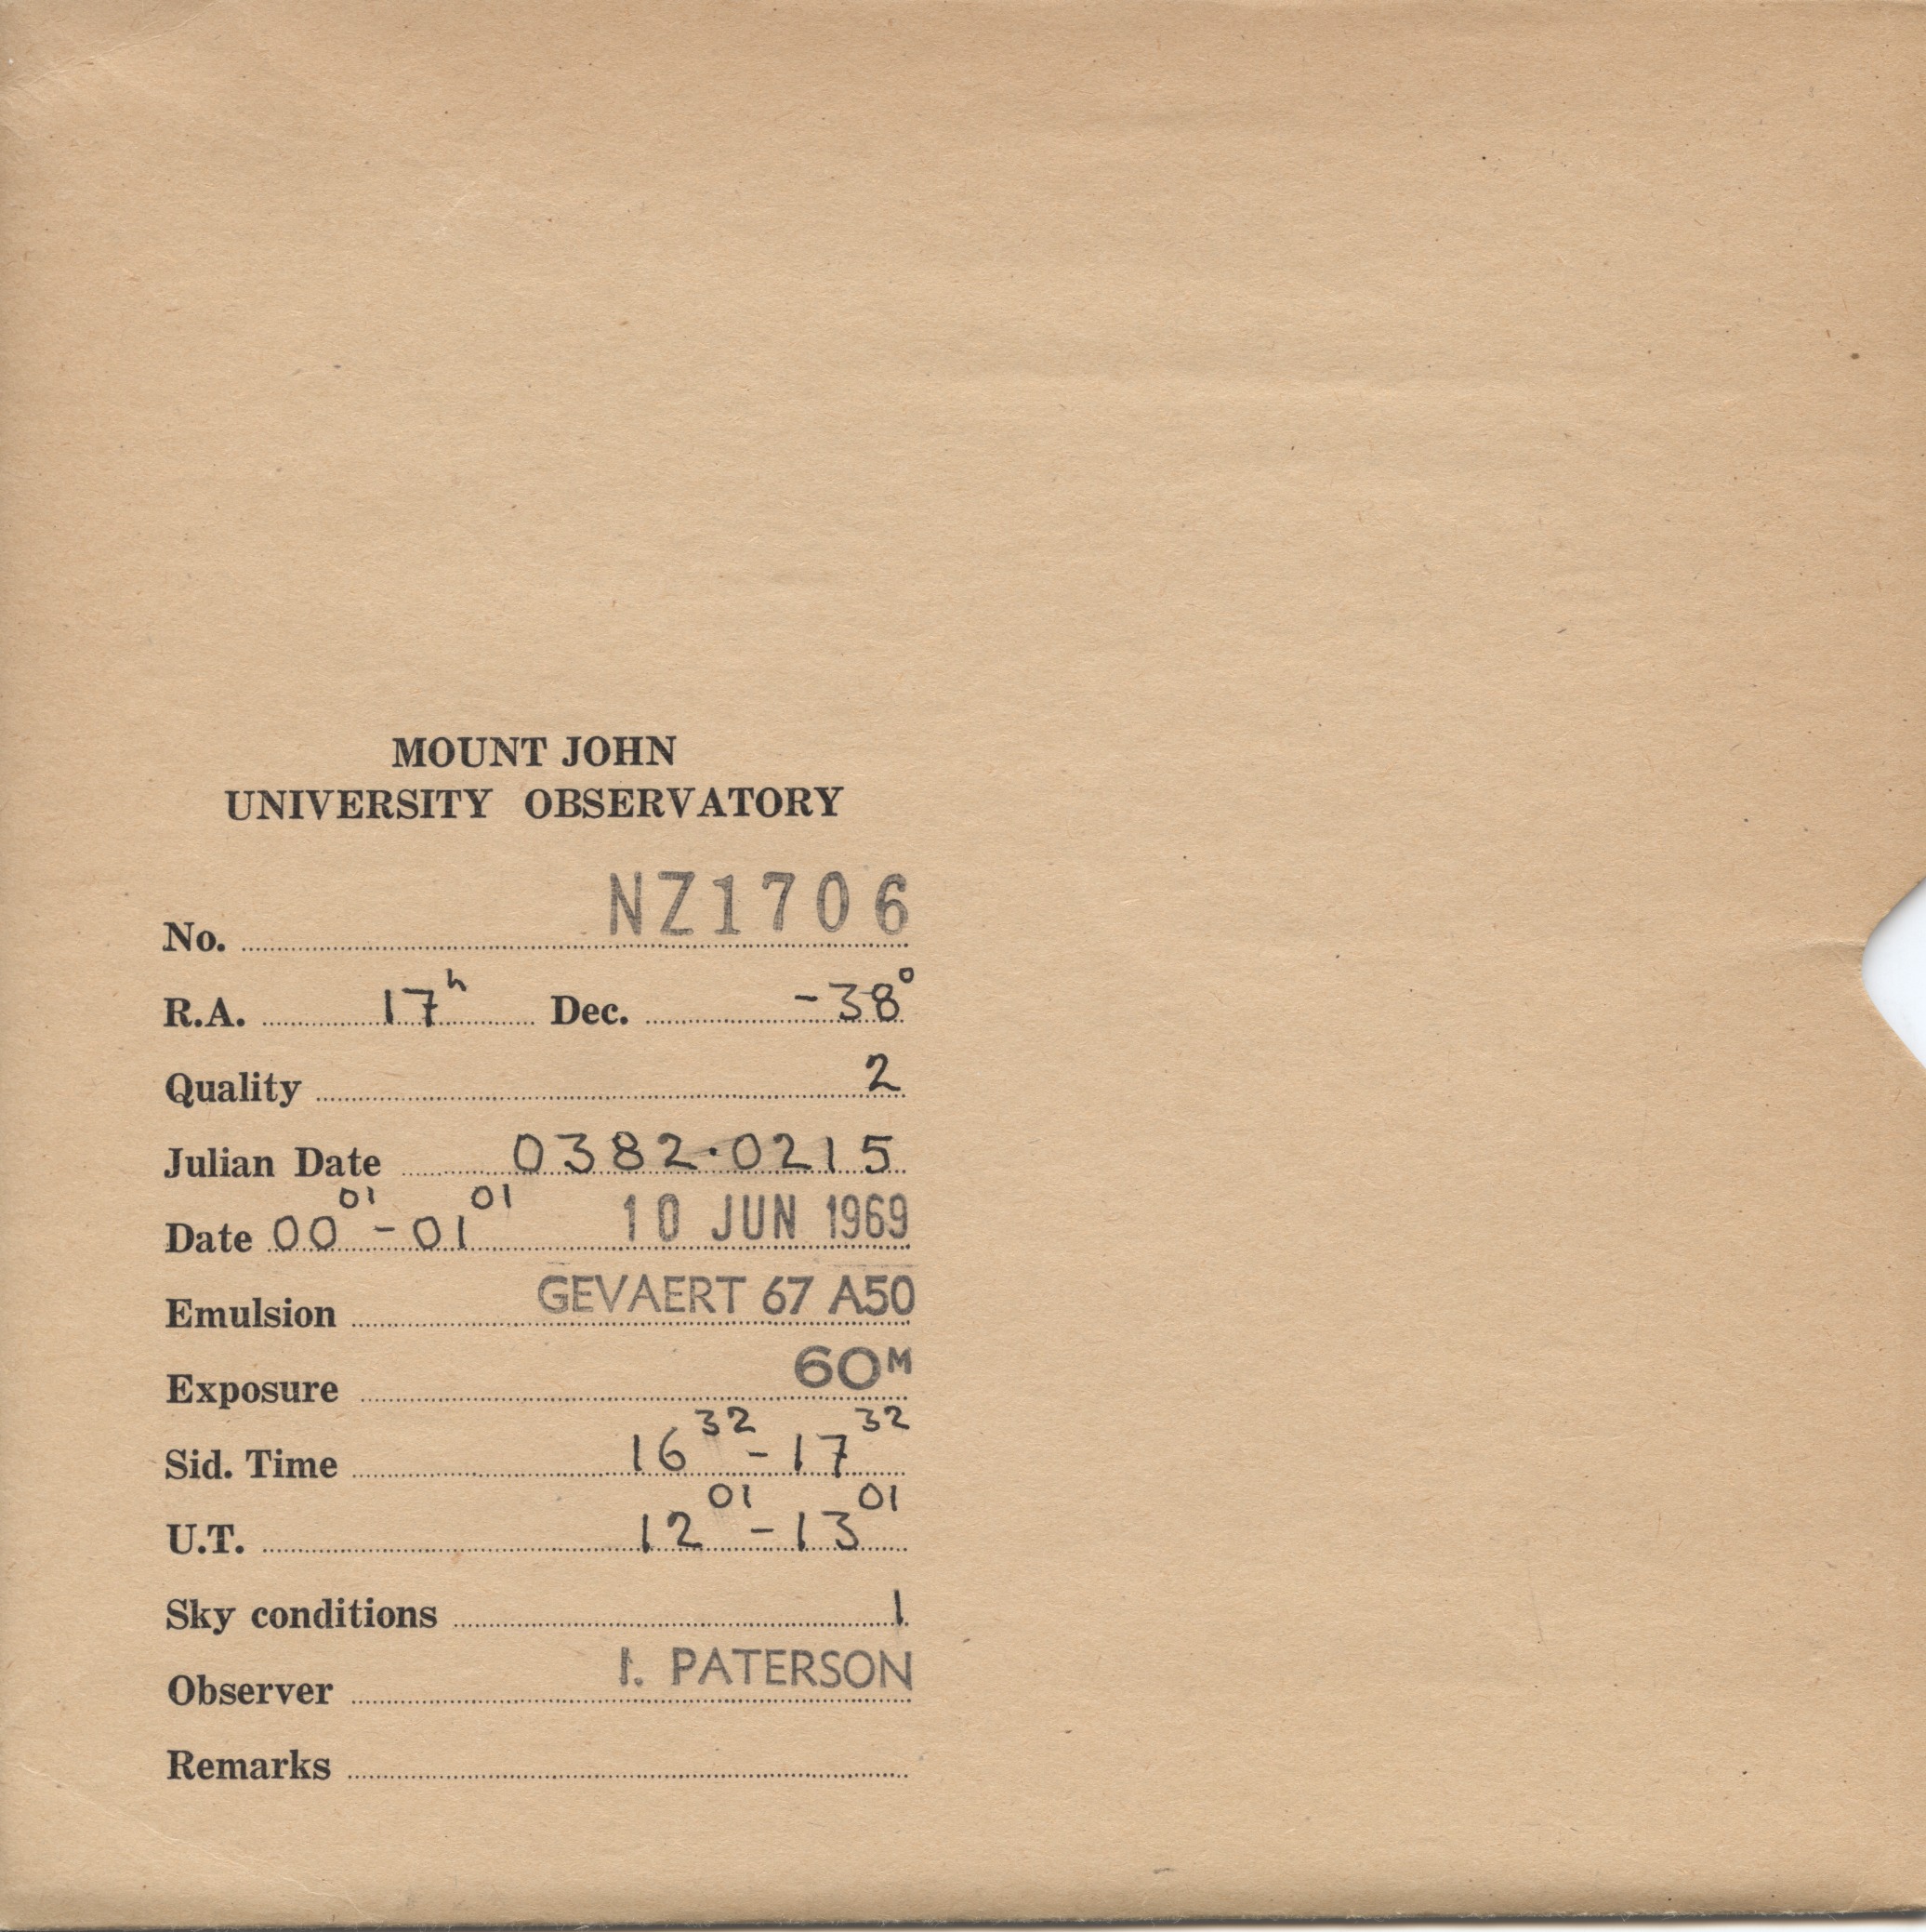 MOUNT JOHN
UNIVERSITY OBSERVATORY
No. NZ1706
R.A. 17h Dec. -38°
Quality 2
Julian Date 0382.0215
Date 00 01 - 01 01 10 JUN 1969
Emulsion GEVAERT 67 A50
Exposure 60M
Sid. Time 16 32 - 17 32
U.T. 12 01 - 13 01
Sky conditions 1
Observer I. PATERSON
Remarks